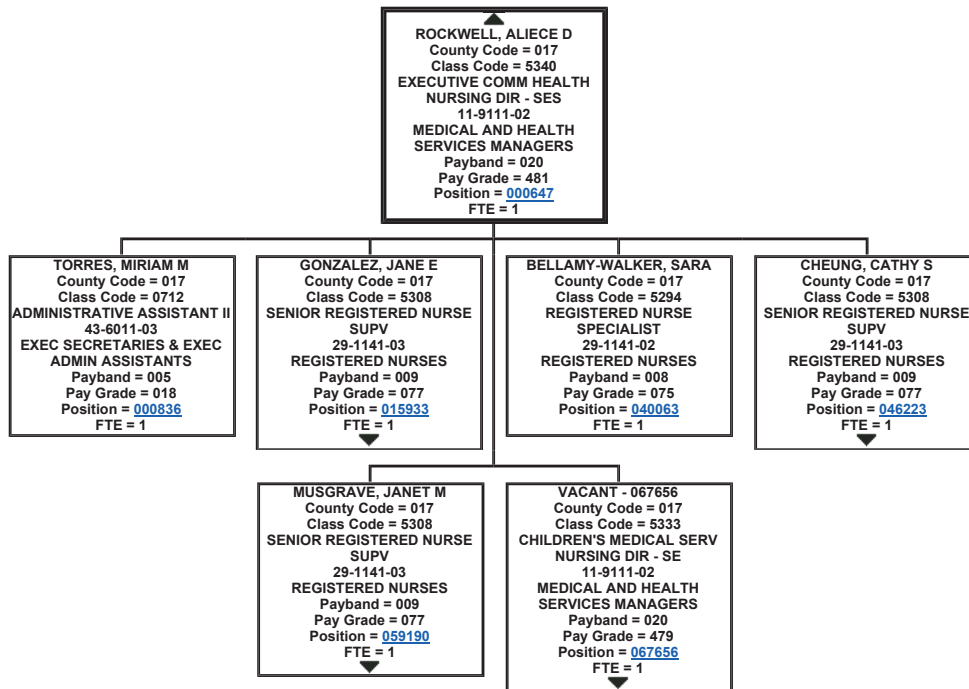 ROCKWELL, ALIECE D
County Code = 017
Class Code = 5340
EXECUTIVE COMM HEALTH
NURSING DIR - SES
11-9111-02
MEDICAL AND HEALTH
SERVICES MANAGERS
Payband = 020
Pay Grade = 481
Position = 000647
FTE = 1
TORRES, MIRIAM M
County Code = 017
Class Code = 0712
ADMINISTRATIVE ASSISTANT II
43-6011-03
EXEC SECRETARIES & EXEC
ADMIN ASSISTANTS
Payband = 005
Pay Grade = 018
Position = 000836
FTE = 1
GONZALEZ, JANE E
County Code = 017
Class Code = 5308
SENIOR REGISTERED NURSE
SUPV
29-1141-03
REGISTERED NURSES
Payband = 009
Pay Grade = 077
Position = 015933
FTE = 1
BELLAMY-WALKER, SARA
County Code = 017
Class Code = 5294
REGISTERED NURSE
SPECIALIST
29-1141-02
REGISTERED NURSES
Payband = 008
Pay Grade = 075
Position = 040063
FTE = 1
CHEUNG, CATHY S
County Code = 017
Class Code = 5308
SENIOR REGISTERED NURSE
SUPV
29-1141-03
REGISTERED NURSES
Payband = 009
Pay Grade = 077
Position = 046223
FTE = 1
MUSGRAVE, JANET M
County Code = 017
Class Code = 5308
SENIOR REGISTERED NURSE
SUPV
29-1141-03
REGISTERED NURSES
Payband = 009
Pay Grade = 077
Position = 059190
FTE = 1
VACANT - 067656
County Code = 017
Class Code = 5333
CHILDREN'S MEDICAL SERV
NURSING DIR - SE
11-9111-02
MEDICAL AND HEALTH
SERVICES MANAGERS
Payband = 020
Pay Grade = 479
Position = 067656
FTE = 1